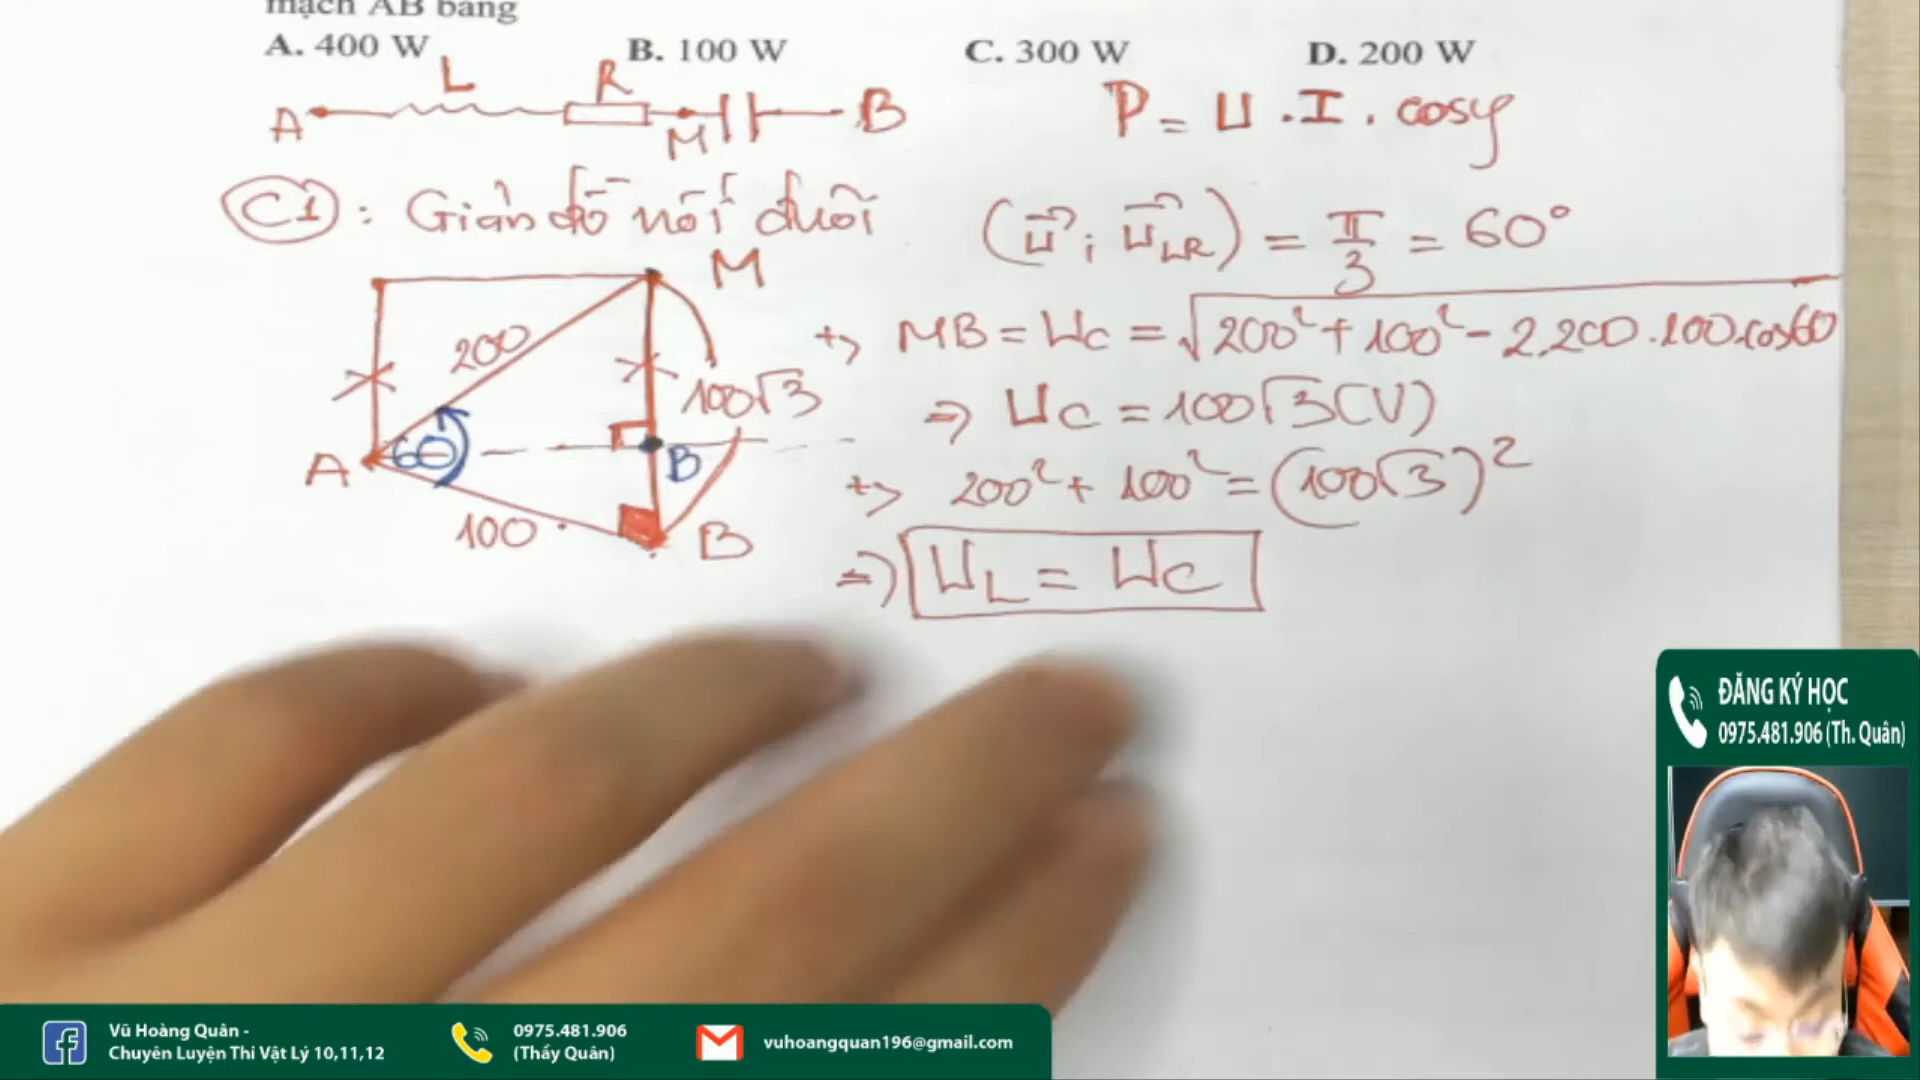 mạch AB bằng
A. 400 W B. 100 W C. 300 W D. 200 W
L R
A M B
P = U . I . cosφ
C1 : Giản đồ nối đuôi
(U⃗ ; U⃗LR) = π/3 = 60°
M
200
100√3
A 60 B
100 B
+> MB = UC = √200² + 100² - 2.200.100.cos60
=> UC = 100√3 (V)
+> 200² + 100² = (100√3)²
=> UL = UC
ĐĂNG KÝ HỌC
0975.481.906 (Th. Quân)
Vũ Hoàng Quân -
Chuyên Luyện Thi Vật Lý 10,11,12
0975.481.906
(Thầy Quân)
vuhoangquan196@gmail.com